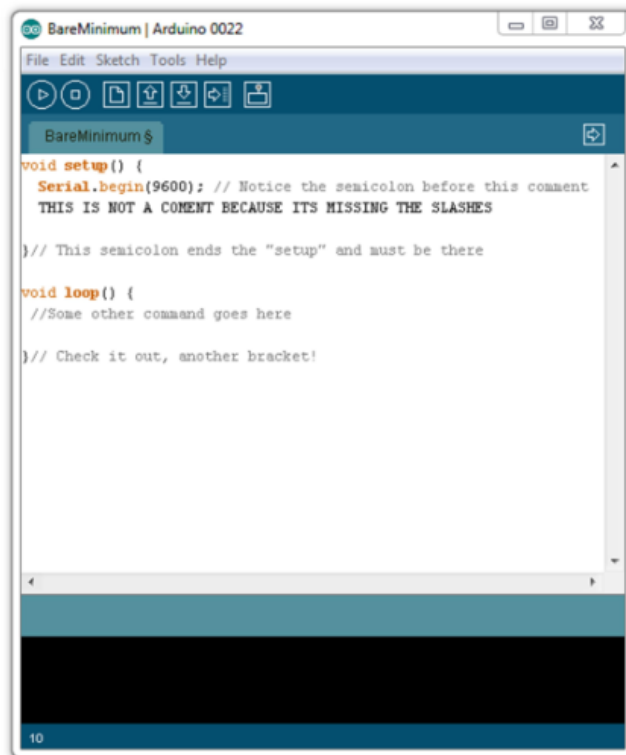 BareMinimum | Arduino 0022
File Edit Sketch Tools Help
BareMinimum §
void setup() {
Serial.begin(9600); // Notice the semicolon before this comment
THIS IS NOT A COMENT BECAUSE ITS MISSING THE SLASHES
}// This semicolon ends the "setup" and must be there
void loop() {
//Some other command goes here
}// Check it out, another bracket!
10